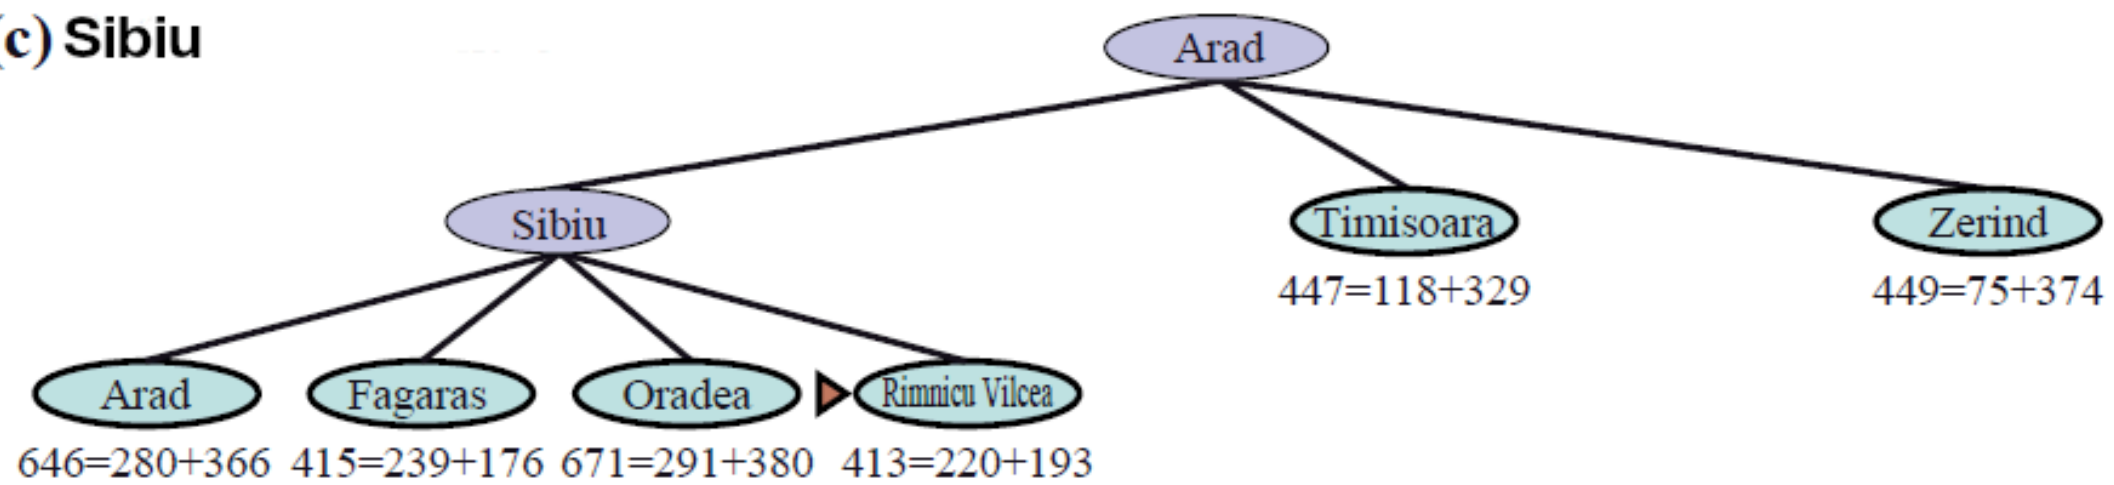 (c) Sibiu
Arad
Sibiu
Timisoara
Zerind
447=118+329
449=75+374
Arad
Fagaras
Oradea
Rimnicu Vilcea
646=280+366
415=239+176
671=291+380
413=220+193